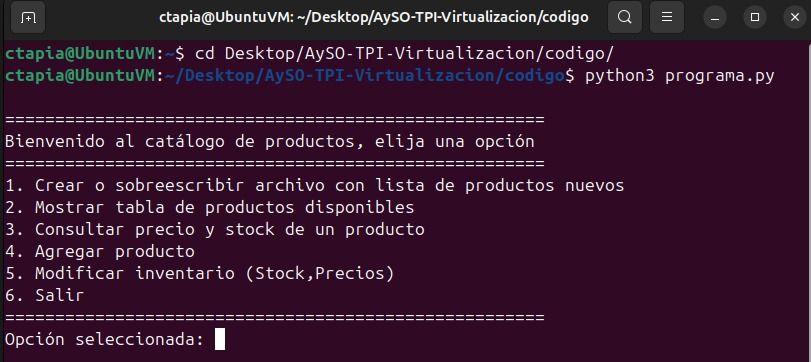 ctapia@UbuntuVM: ~/Desktop/AySO-TPI-Virtualizacion/codigo
ctapia@UbuntuVM:~$ cd Desktop/AySO-TPI-Virtualizacion/codigo/
ctapia@UbuntuVM:~/Desktop/AySO-TPI-Virtualizacion/codigo$ python3 programa.py
======================================================
Bienvenido al catálogo de productos, elija una opción
======================================================
1. Crear o sobreescribir archivo con lista de productos nuevos
2. Mostrar tabla de productos disponibles
3. Consultar precio y stock de un producto
4. Agregar producto
5. Modificar inventario (Stock,Precios)
6. Salir
======================================================
Opción seleccionada: